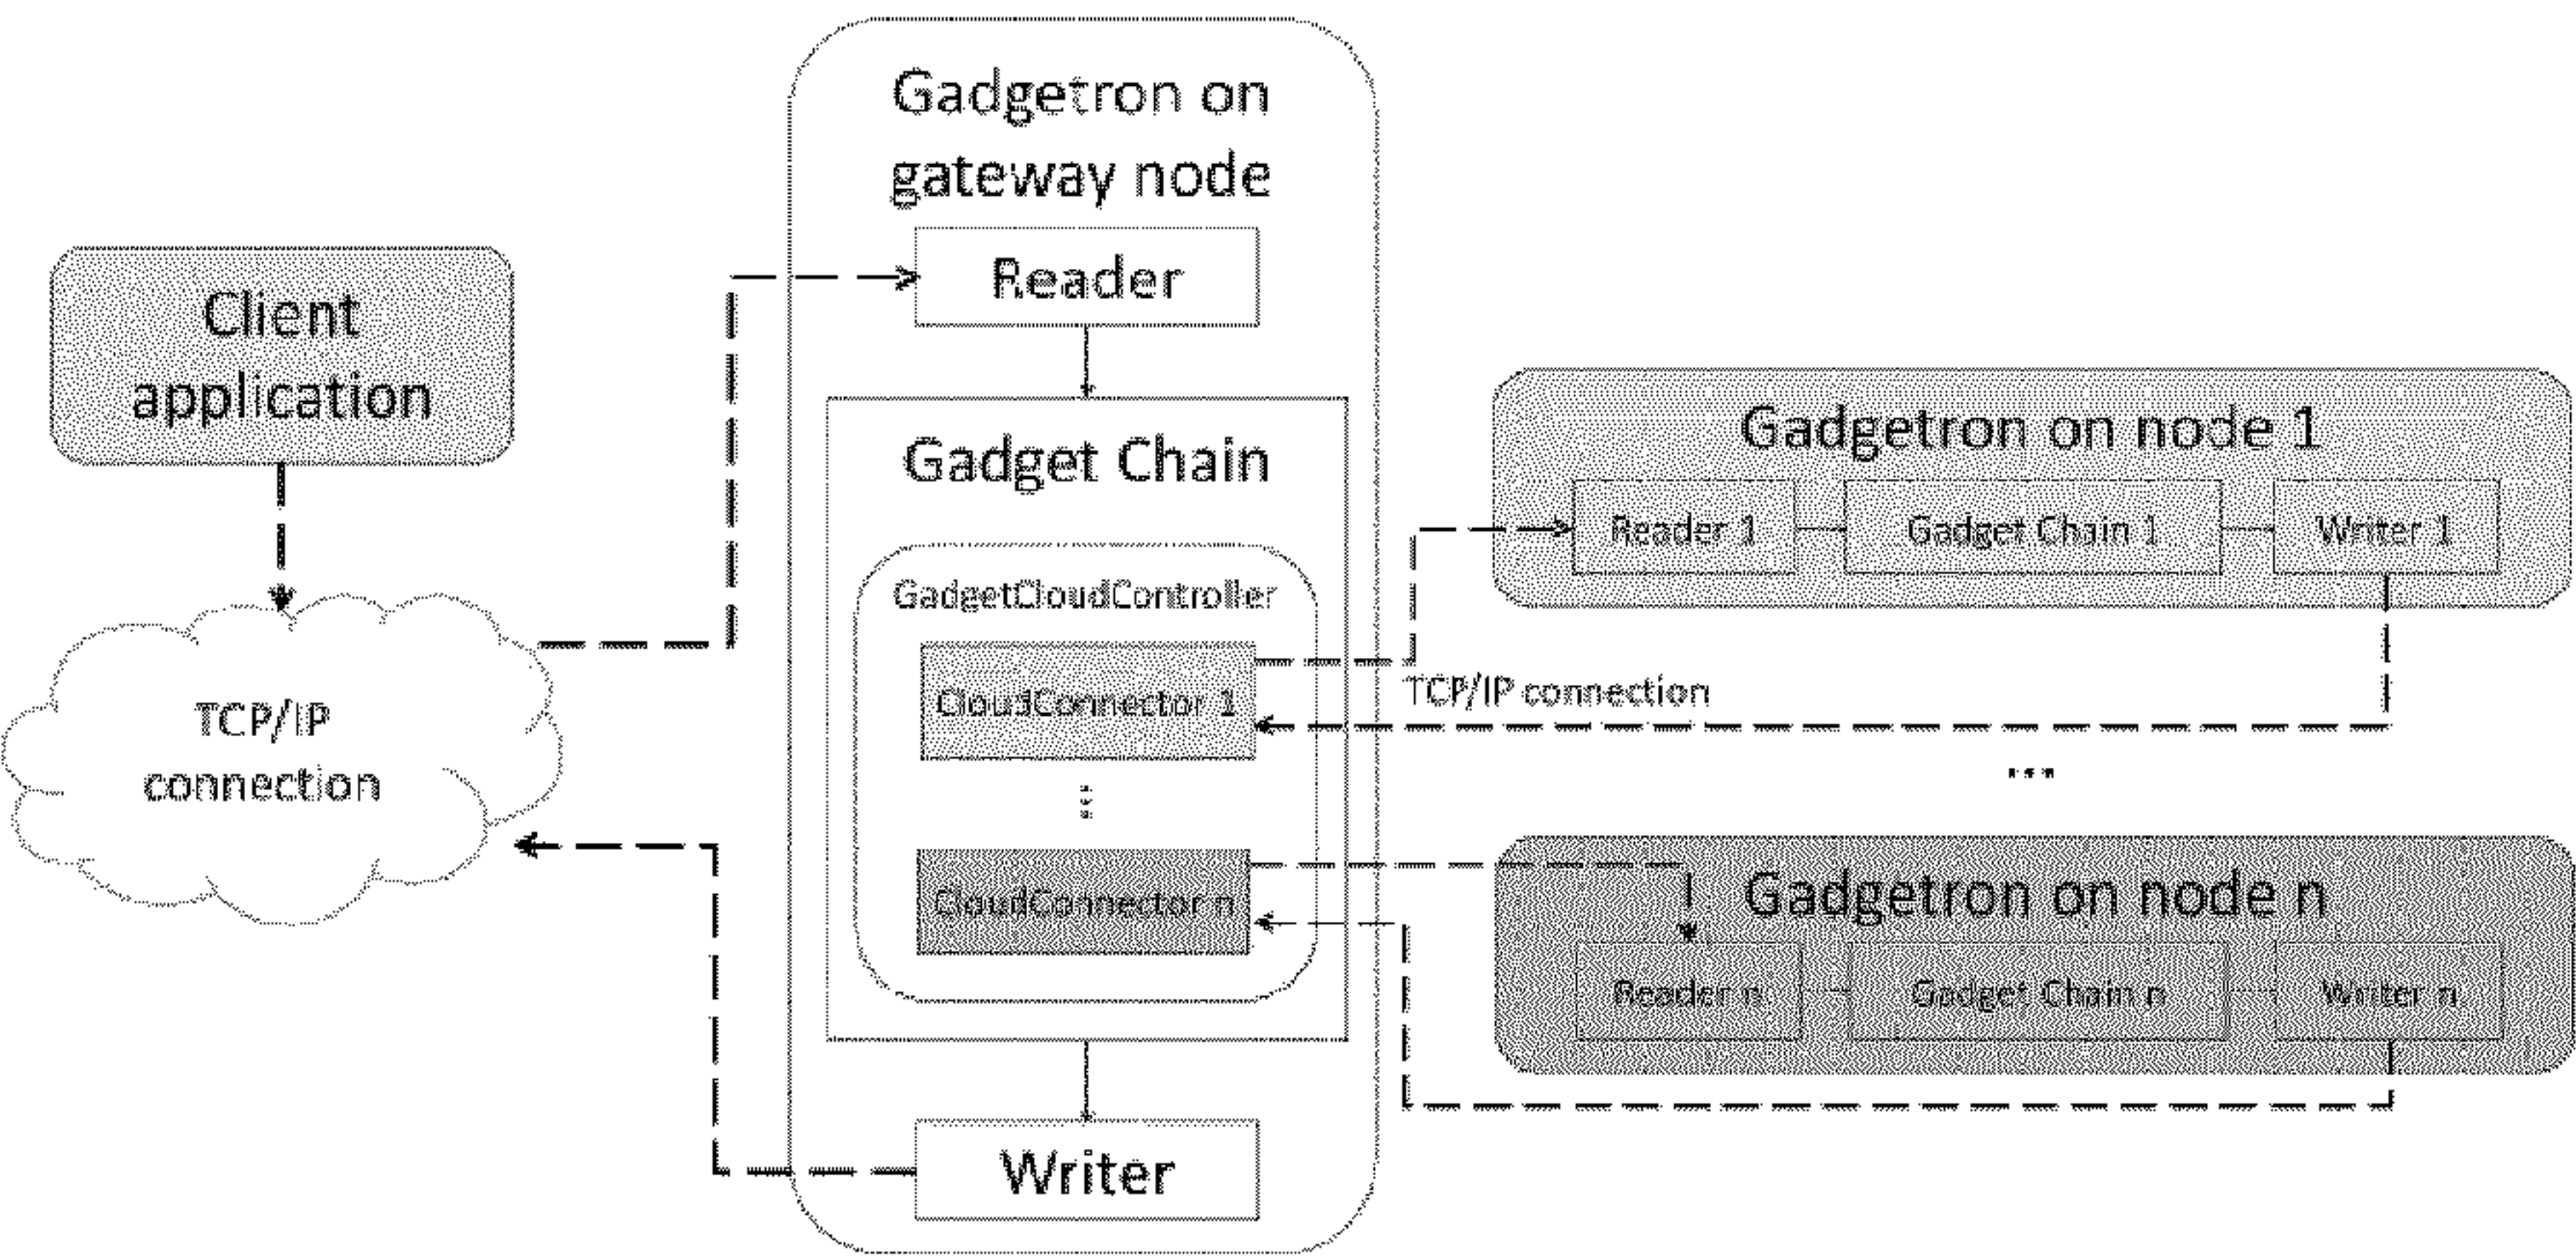 Gadgetron on
gateway node
Reader
Client
application
Gadget Chain
Gadgetron on node 1
Reader 1
Gadget Chain 1
Writer 1
GadgetCloudController
CloudConnector 1
TCP/IP connection
TCP/IP
connection
...
...
CloudConnector n
Gadgetron on node n
Reader n
Gadget Chain n
Writer n
Writer